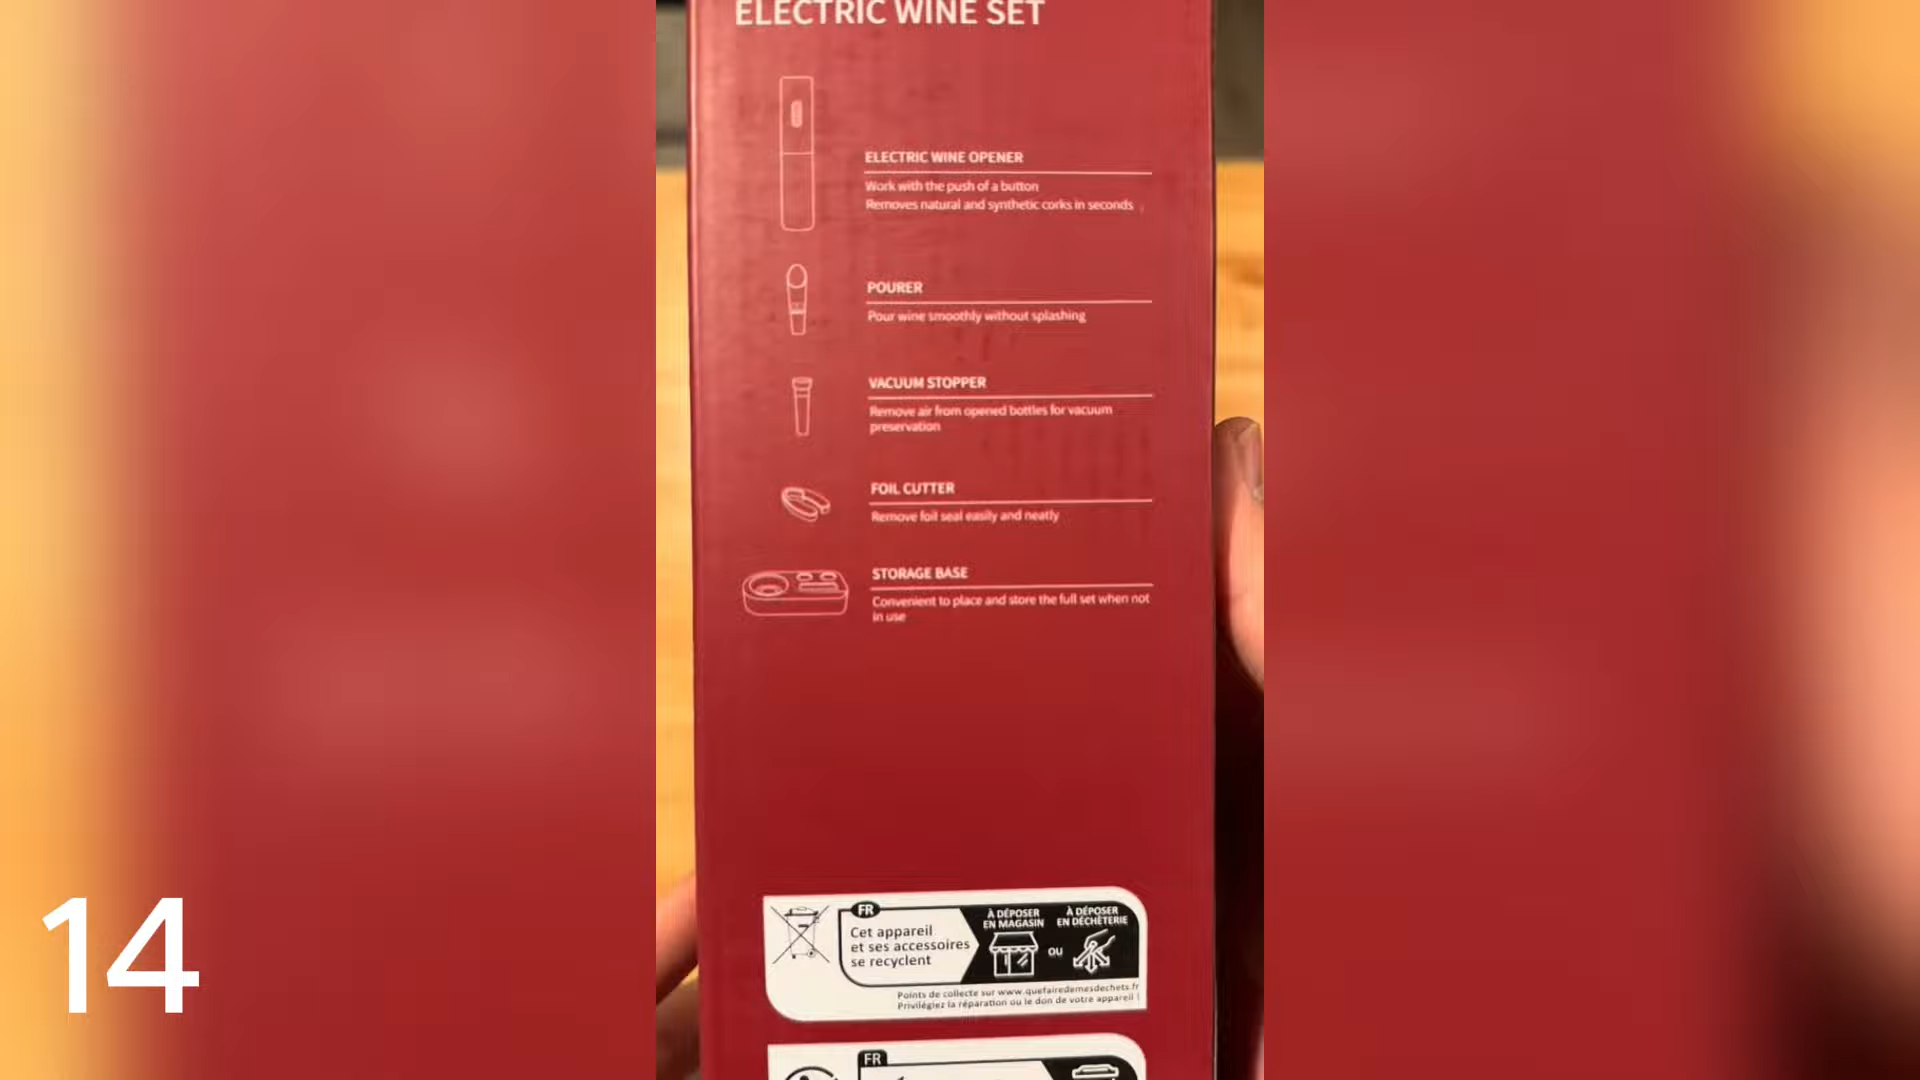 ELECTRIC WINE SET
ELECTRIC WINE OPENER
Work with the push of a button
Removes natural and synthetic corks in seconds
POURER
Pour wine smoothly without splashing
VACUUM STOPPER
Remove air from opened bottles for vacuum
preservation
FOIL CUTTER
Remove foil seal easily and neatly
STORAGE BASE
Convenient to place and store the full set when not
in use
FR
Cet appareil
et ses accessoires
se recyclent
À DÉPOSER
EN MAGASIN
OU
À DÉPOSER
EN DÉCHÈTERIE
Points de collecte sur www.quefairedemesdechets.fr
Privilégiez la réparation ou le don de votre appareil !
FR
14